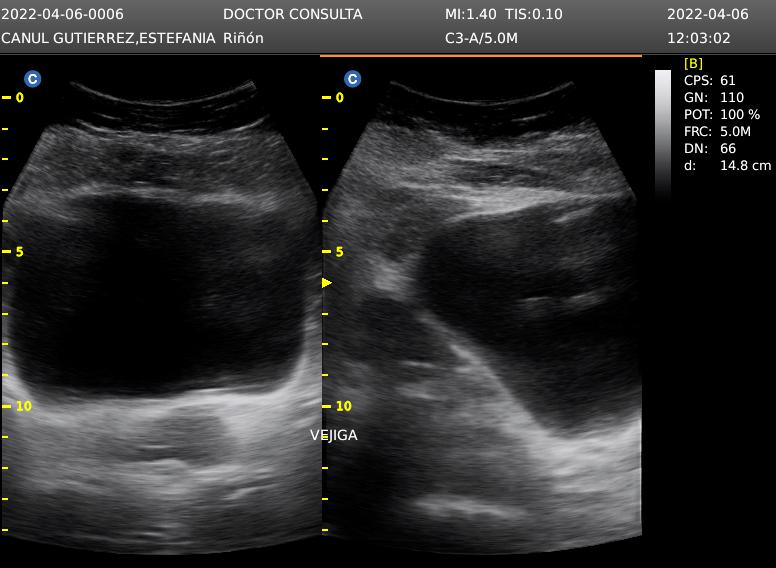 2022-04-06-0006 DOCTOR CONSULTA MI:1.40 TIS:0.10 2022-04-06
CANUL GUTIERREZ,ESTEFANIA Riñón C3-A/5.0M 12:03:02
[B]
CPS: 61
GN: 110
POT: 100 %
FRC: 5.0M
DN: 66
d: 14.8 cm
C C
0 0
5 5
10 10
VEJIGA